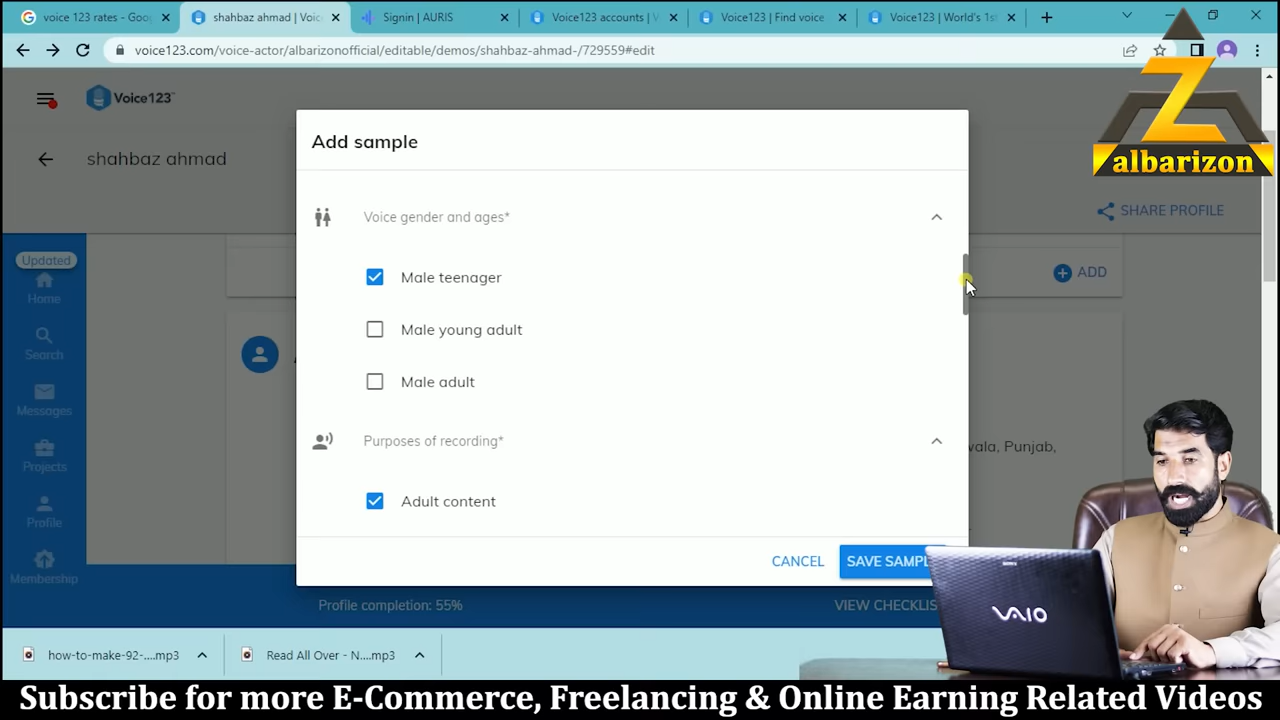 voice 123 rates - Goo
shahbaz ahmad | Voic
Signin | AURIS
Voice123 accounts | V
Voice123 | Find voice
Voice123 | World's 1st
voice123.com/voice-actor/albarizonofficial/editable/demos/shahbaz-ahmad-/729559#edit
Z
albarizon
Voice123™
shahbaz ahmad
SHARE PROFILE
Add sample
Voice gender and ages*
Male teenager
Male young adult
Male adult
Purposes of recording*
Adult content
CANCEL
SAVE SAMPL
Updated
Home
Search
Messages
Projects
Profile
Membership
ADD
wala, Punjab,
Profile completion: 55%
VIEW CHECKLIS
how-to-make-92-....mp3
Read All Over - N....mp3
VAIO
Subscribe for more E-Commerce, Freelancing & Online Earning Related Videos